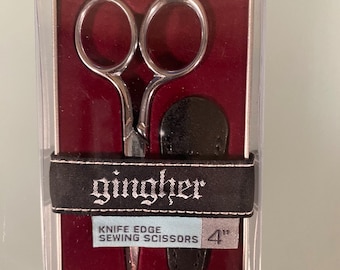 gingher
KNIFE EDGE
SEWING SCISSORS 4"